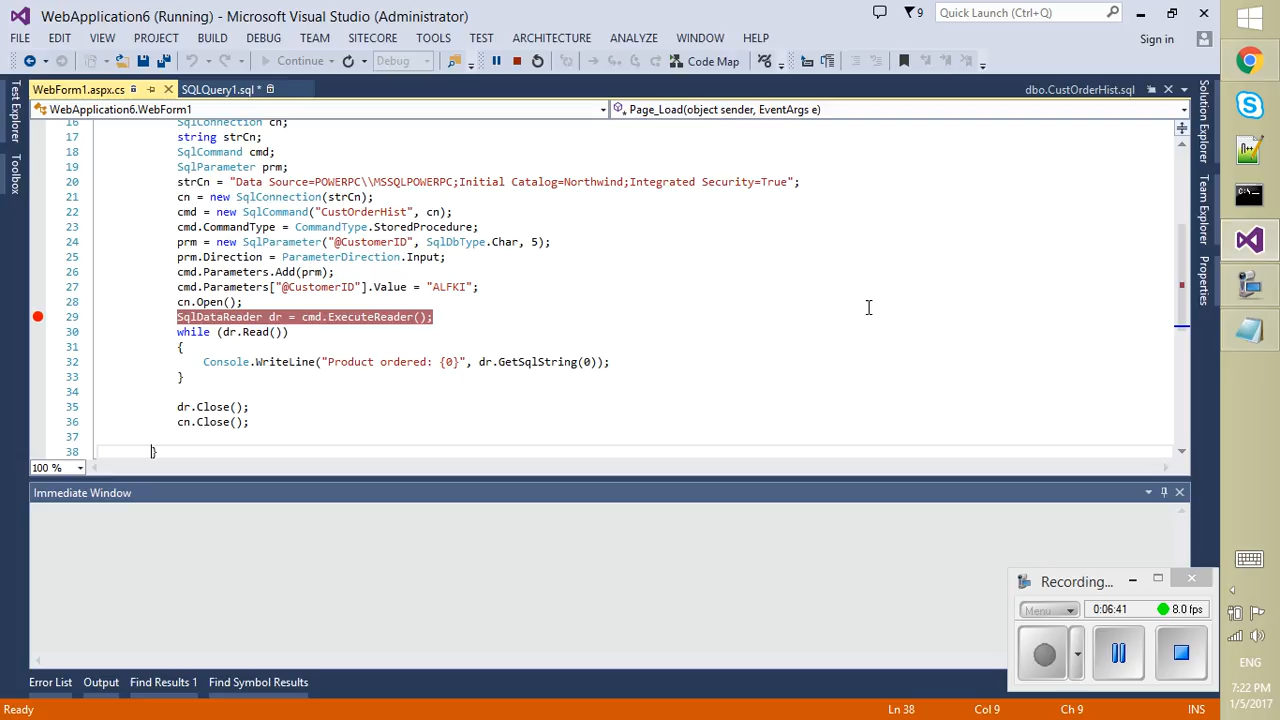 WebApplication6 (Running) - Microsoft Visual Studio (Administrator)
9
Quick Launch (Ctrl+Q)
FILE EDIT VIEW PROJECT BUILD DEBUG TEAM SITECORE TOOLS TEST ARCHITECTURE ANALYZE WINDOW HELP
Sign in
Continue
Debug
Code Map
WebForm1.aspx.cs
SQLQuery1.sql *
dbo.CustOrderHist.sql
WebApplication6.WebForm1
Page_Load(object sender, EventArgs e)
Test Explorer
Toolbox
Solution Explorer
Team Explorer
Properties
16 SqlConnection cn;
17 string strCn;
18 SqlCommand cmd;
19 SqlParameter prm;
20 strCn = "Data Source=POWERPC\\MSSQLPOWERPC;Initial Catalog=Northwind;Integrated Security=True";
21 cn = new SqlConnection(strCn);
22 cmd = new SqlCommand("CustOrderHist", cn);
23 cmd.CommandType = CommandType.StoredProcedure;
24 prm = new SqlParameter("@CustomerID", SqlDbType.Char, 5);
25 prm.Direction = ParameterDirection.Input;
26 cmd.Parameters.Add(prm);
27 cmd.Parameters["@CustomerID"].Value = "ALFKI";
28 cn.Open();
29 SqlDataReader dr = cmd.ExecuteReader();
30 while (dr.Read())
31 {
32 Console.WriteLine("Product ordered: {0}", dr.GetSqlString(0));
33 }
34
35 dr.Close();
36 cn.Close();
37
38 }
100 %
Immediate Window
Recording...
Menu
0:06:41
8.0 fps
Error List Output Find Results 1 Find Symbol Results
Ready
Ln 38
Col 9
Ch 9
INS
ENG
7:22 PM
1/5/2017